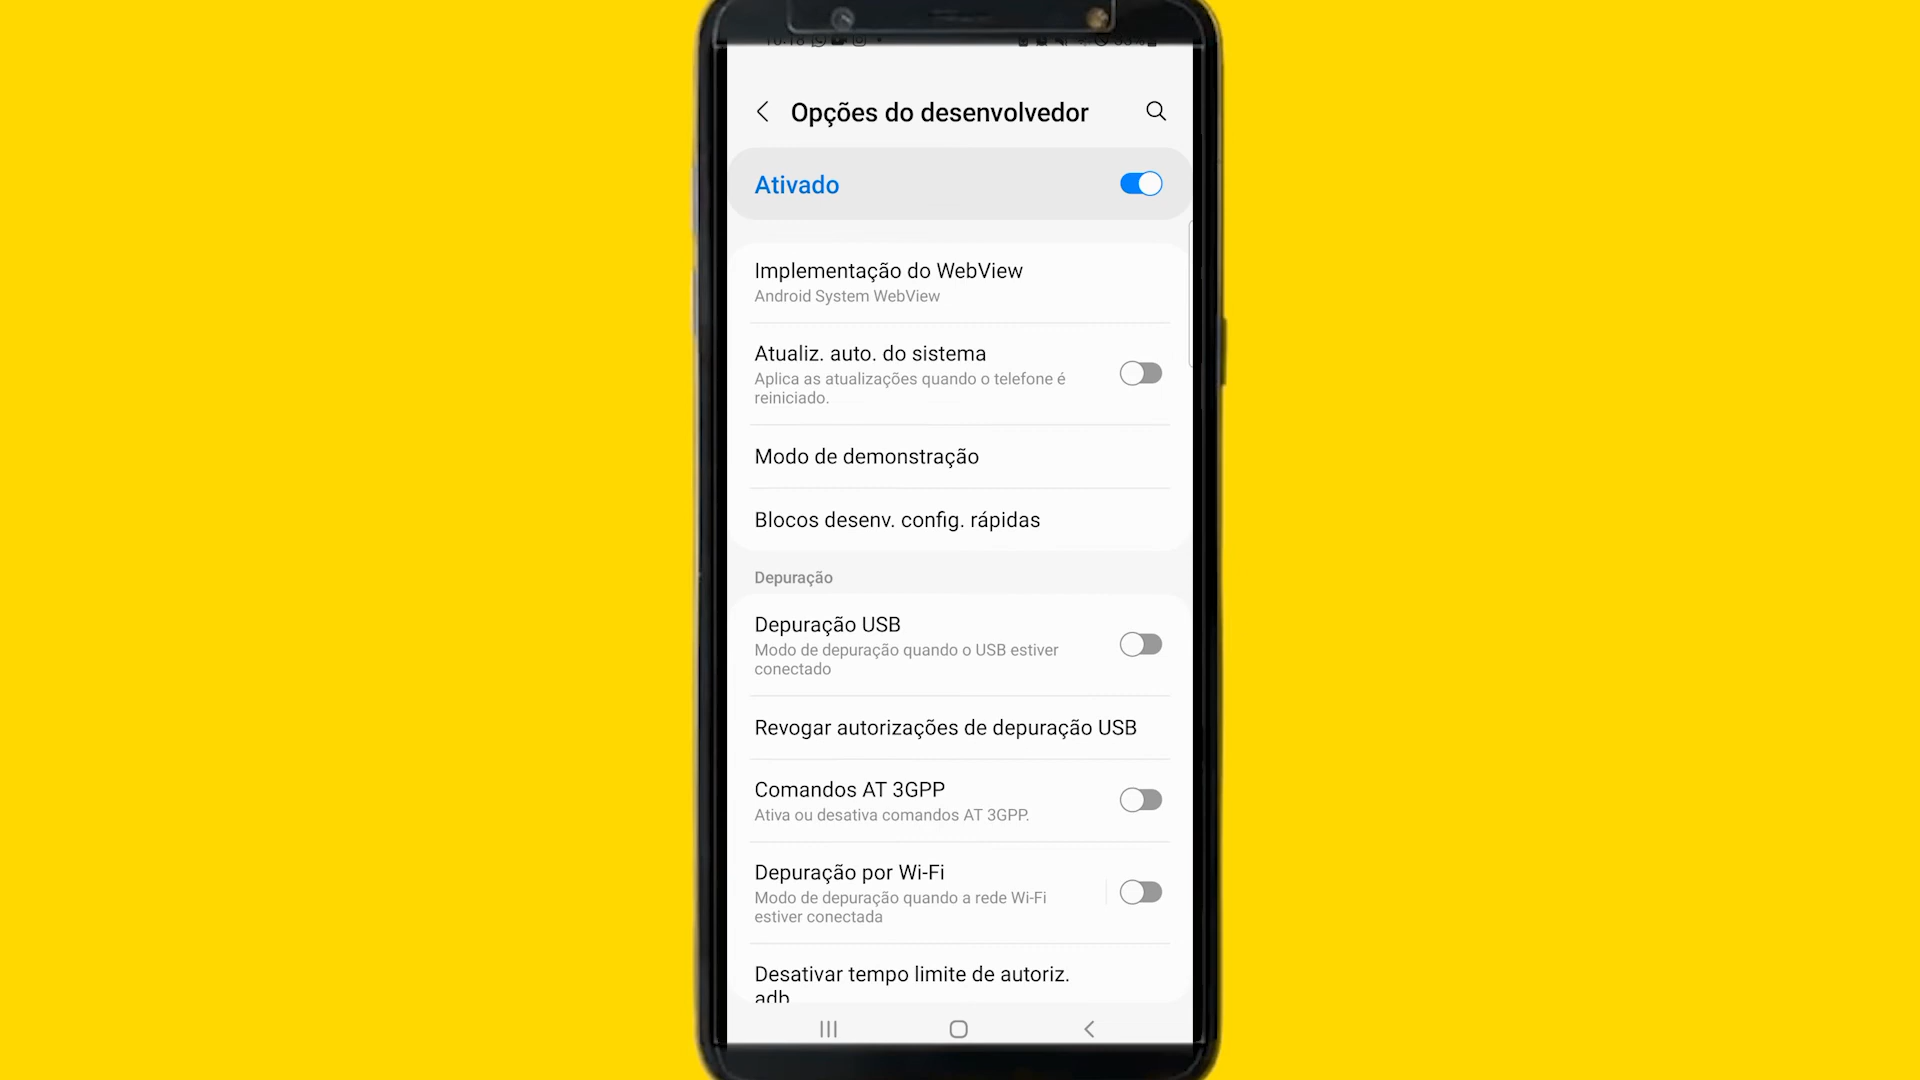 Opções do desenvolvedor
Ativado
Implementação do WebView
Android System WebView
Atualiz. auto. do sistema
Aplica as atualizações quando o telefone é
reiniciado.
Modo de demonstração
Blocos desenv. config. rápidas
Depuração
Depuração USB
Modo de depuração quando o USB estiver
conectado
Revogar autorizações de depuração USB
Comandos AT 3GPP
Ativa ou desativa comandos AT 3GPP.
Depuração por Wi-Fi
Modo de depuração quando a rede Wi-Fi
estiver conectada
Desativar tempo limite de autoriz.
adb